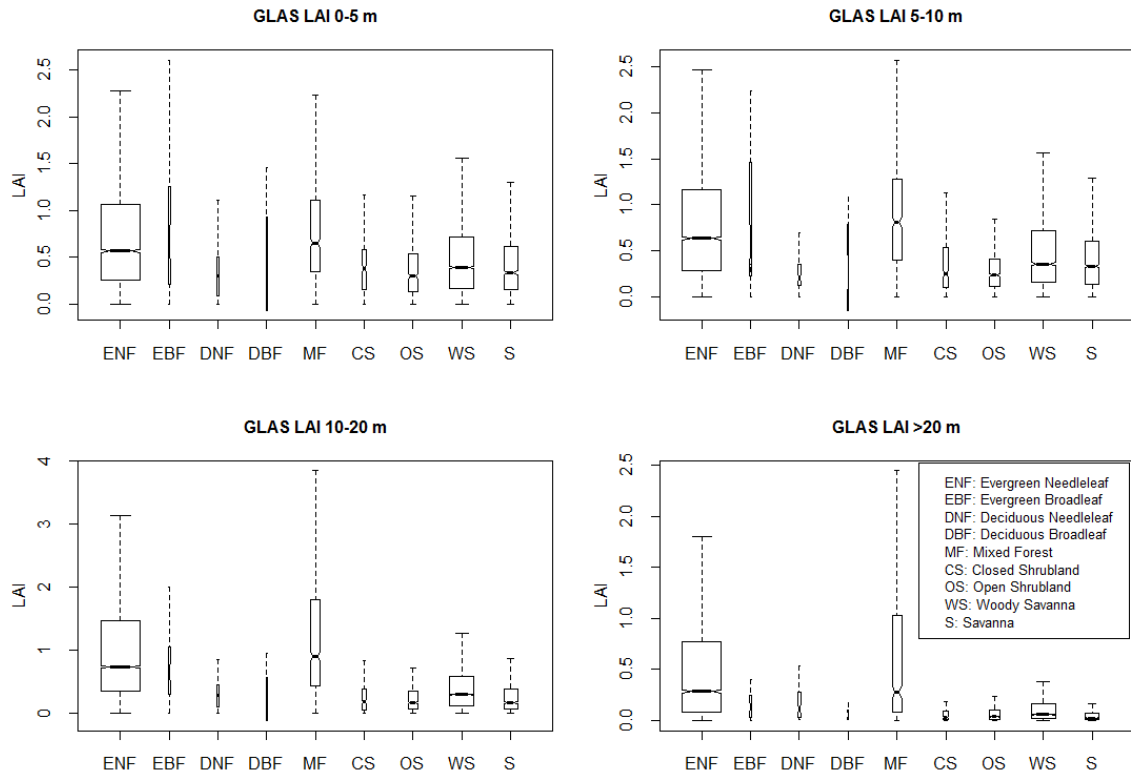 GLAS LAI 0-5 m
LAI
2.5
2.0
1.5
1.0
0.5
0.0
ENF EBF DNF DBF MF CS OS WS S
GLAS LAI 5-10 m
LAI
2.5
2.0
1.5
1.0
0.5
0.0
ENF EBF DNF DBF MF CS OS WS S
GLAS LAI 10-20 m
LAI
4
3
2
1
0
ENF EBF DNF DBF MF CS OS WS S
GLAS LAI >20 m
LAI
2.5
2.0
1.5
1.0
0.5
0.0
ENF: Evergreen Needleleaf
EBF: Evergreen Broadleaf
DNF: Deciduous Needleleaf
DBF: Deciduous Broadleaf
MF: Mixed Forest
CS: Closed Shrubland
OS: Open Shrubland
WS: Woody Savanna
S: Savanna
ENF EBF DNF DBF MF CS OS WS S